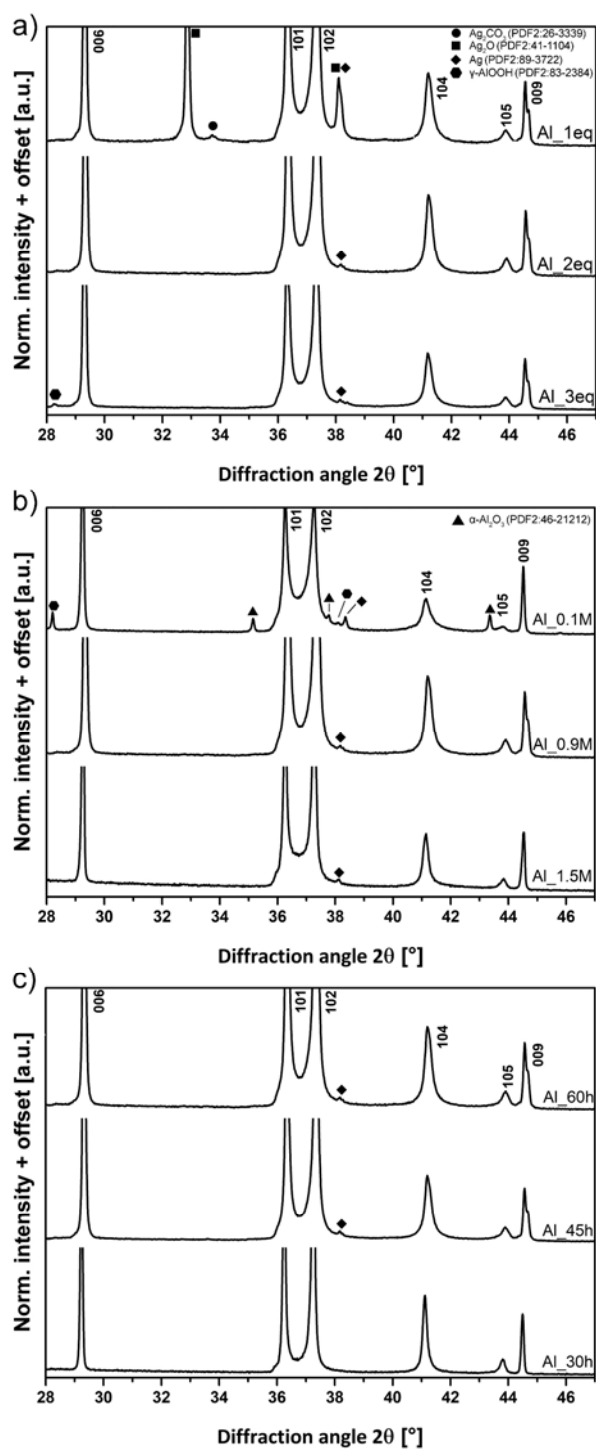 a)
Norm. intensity + offset [a.u.]
006
101
102
104
105
009
● Ag₂CO₃ (PDF2:26-3339)
■ Ag₂O (PDF2:41-1104)
◆ Ag (PDF2:89-3722)
⬢ γ-AlOOH (PDF2:83-2384)
Al_1eq
Al_2eq
Al_3eq
28 30 32 34 36 38 40 42 44 46
Diffraction angle 2θ [°]
b)
Norm. intensity + offset [a.u.]
006
101
102
104
105
009
▲ α-Al₂O₃ (PDF2:46-21212)
Al_0.1M
Al_0.9M
Al_1.5M
28 30 32 34 36 38 40 42 44 46
Diffraction angle 2θ [°]
c)
Norm. intensity + offset [a.u.]
006
101
102
104
105
009
Al_60h
Al_45h
Al_30h
28 30 32 34 36 38 40 42 44 46
Diffraction angle 2θ [°]